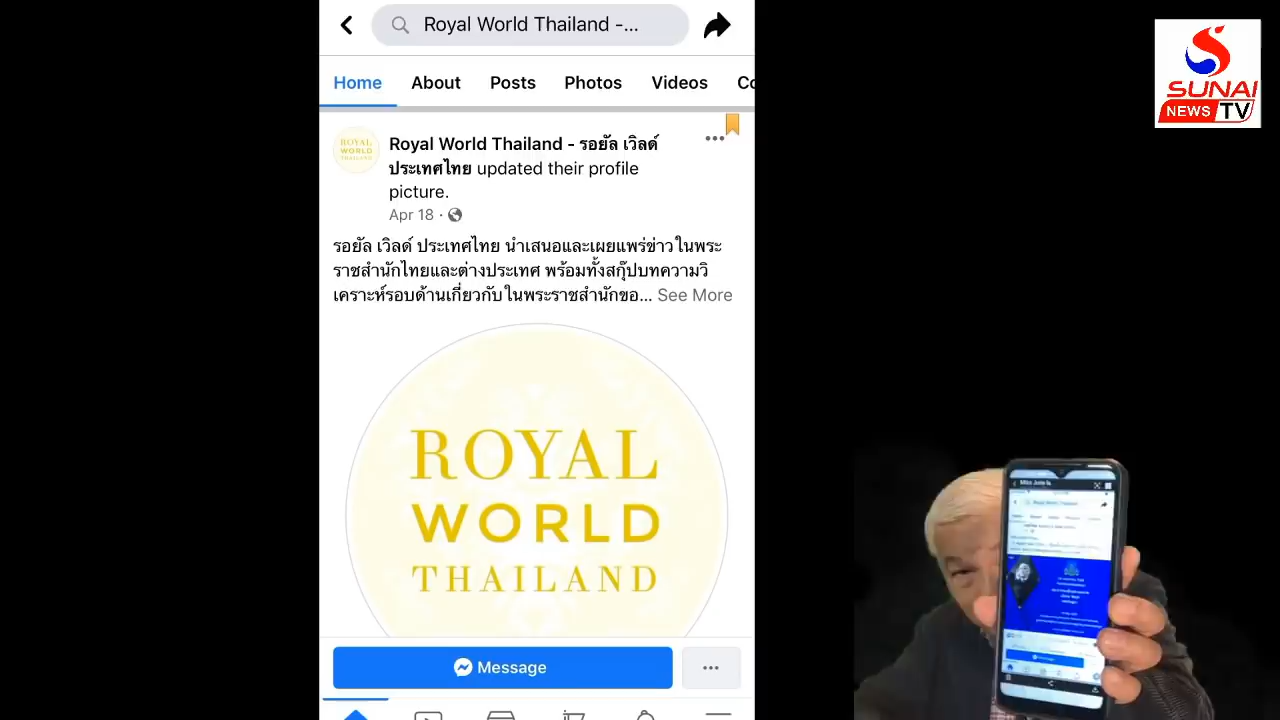 Royal World Thailand -...
Home About Posts Photos Videos Co
ROYAL
WORLD
THAILAND
Royal World Thailand - รอยัล เวิลด์
ประเทศไทย updated their profile
picture.
Apr 18 ·
รอยัล เวิลด์ ประเทศไทย นำเสนอและเผยแพร่ข่าวในพระ
ราชสำนักไทยและต่างประเทศ พร้อมทั้งสกุ๊ปบทความวิ
เคราะห์รอบด้านเกี่ยวกับในพระราชสำนักขอ... See More
ROYAL
WORLD
THAILAND
Message
SUNAI
NEWS TV